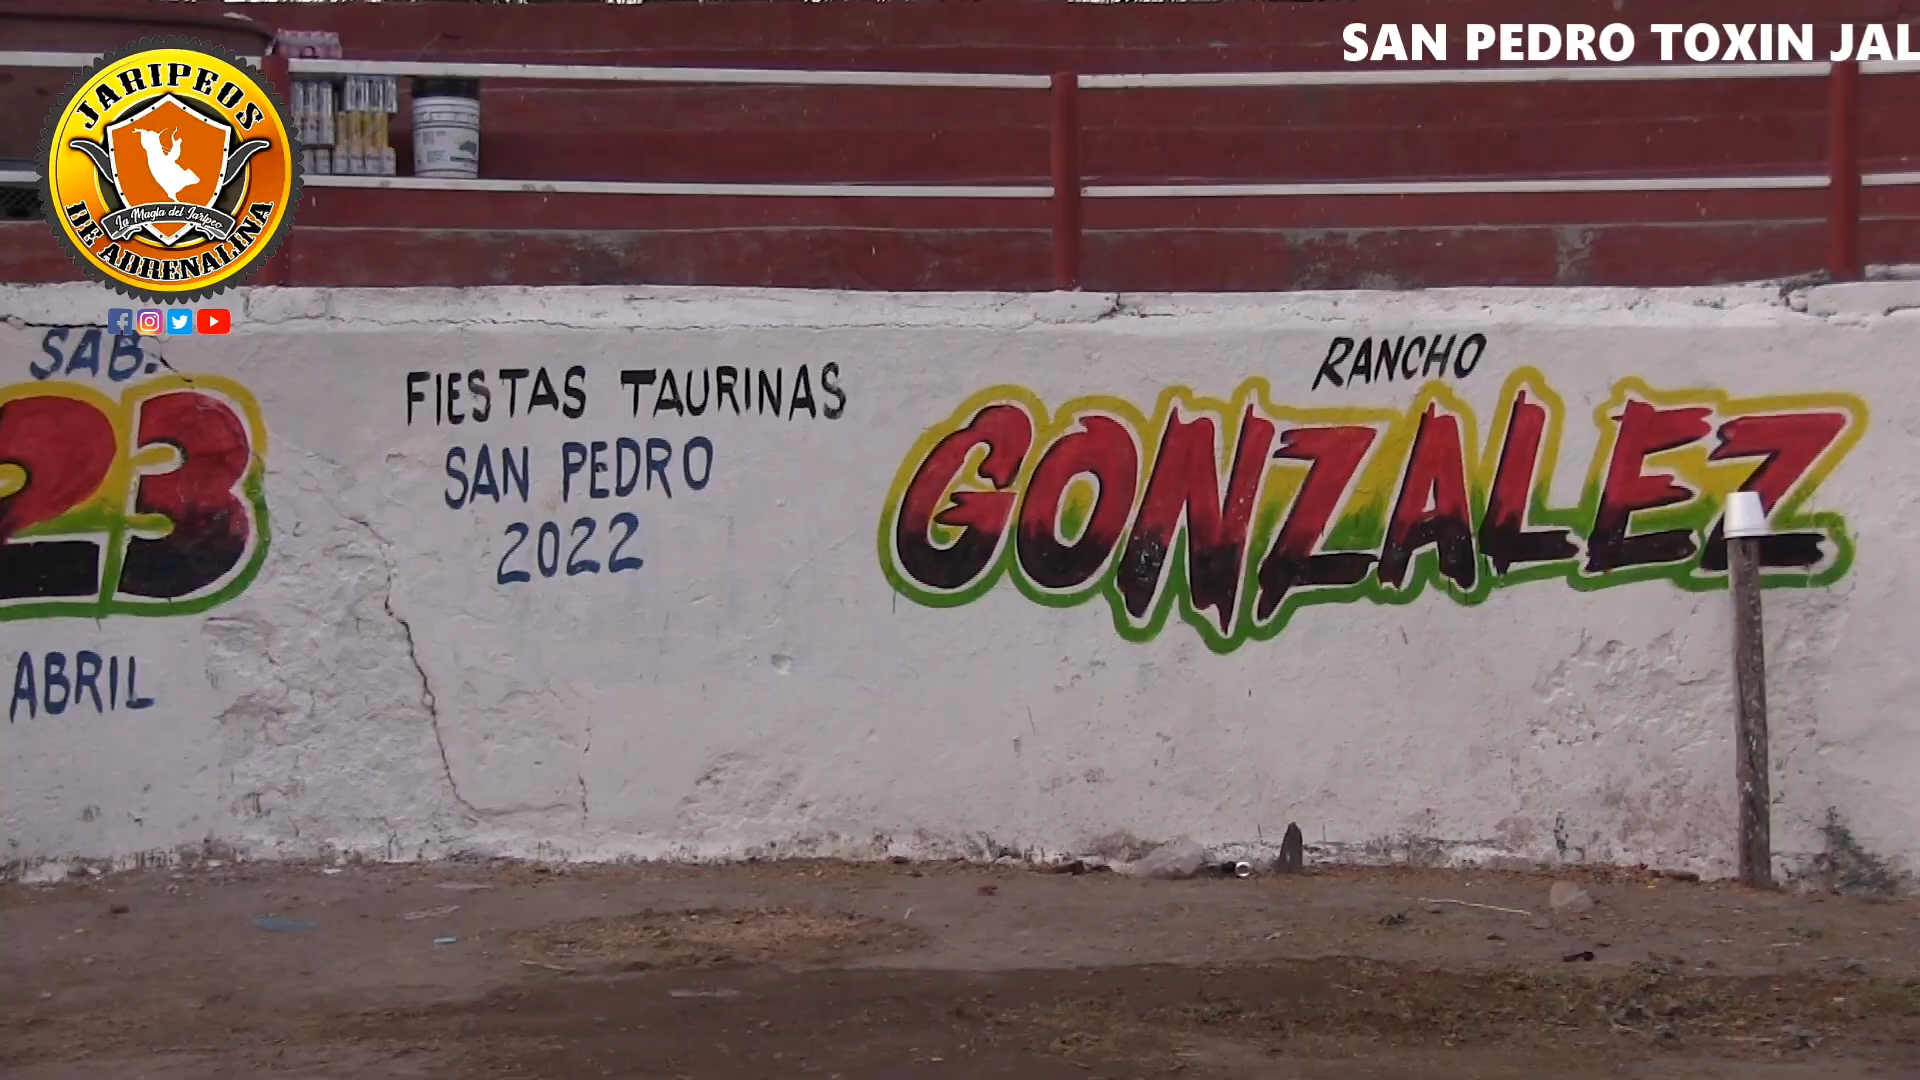 SAN PEDRO TOXIN JAL
JARIPEOS
La Magia del Jaripeo
DE ADRENALINA
SAB.
23
ABRIL
FIESTAS TAURINAS
SAN PEDRO
2022
RANCHO
GONZALEZ